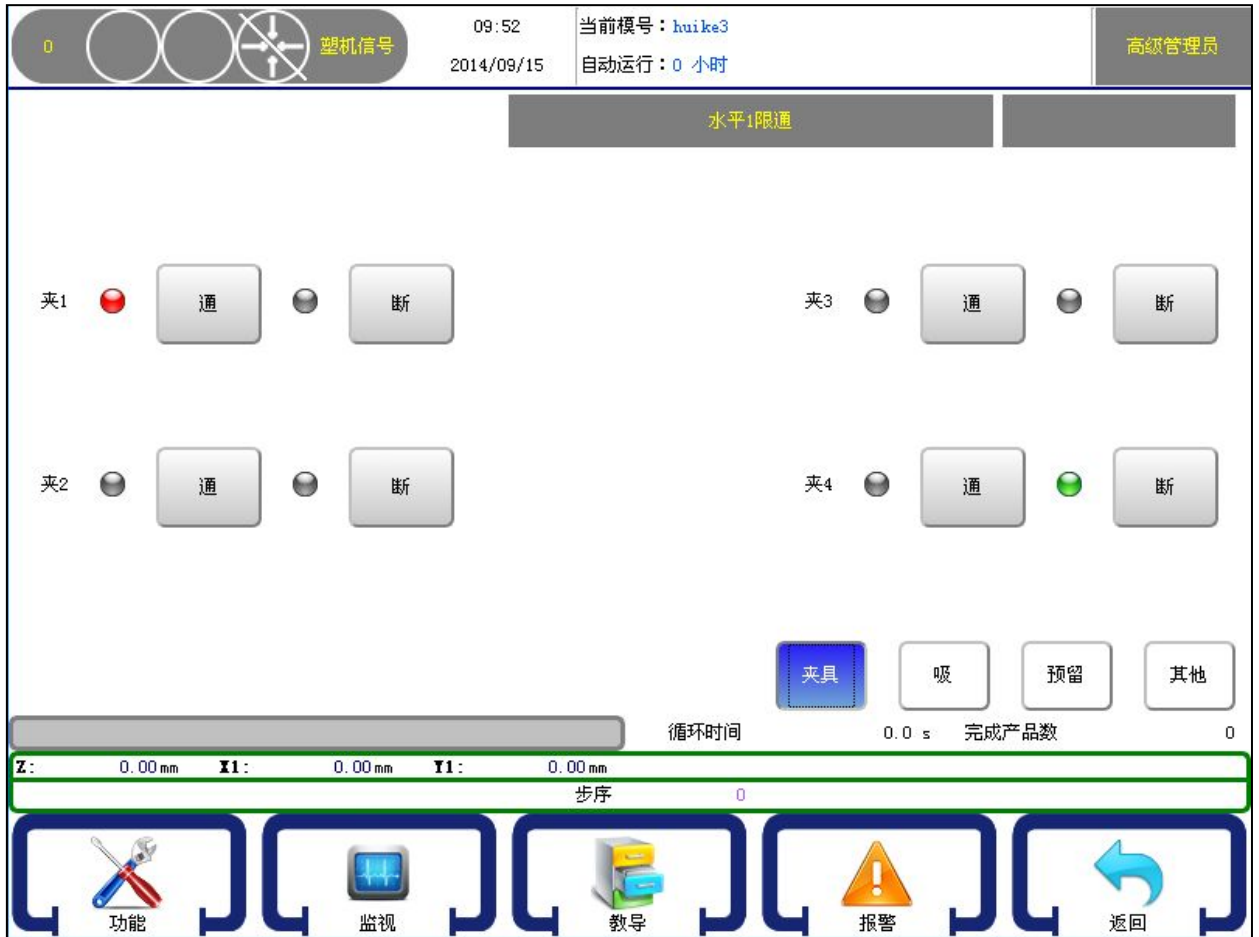 0 塑机信号
09:52
2014/09/15
当前模号：huike3
自动运行：0 小时
高级管理员
水平1限通
夹1 通 断
夹3 通 断
夹2 通 断
夹4 通 断
夹具 吸 预留 其他
循环时间 0.0 s 完成产品数 0
Z: 0.00mm X1: 0.00mm Y1: 0.00mm
步序 0
功能 监视 教导 报警 返回